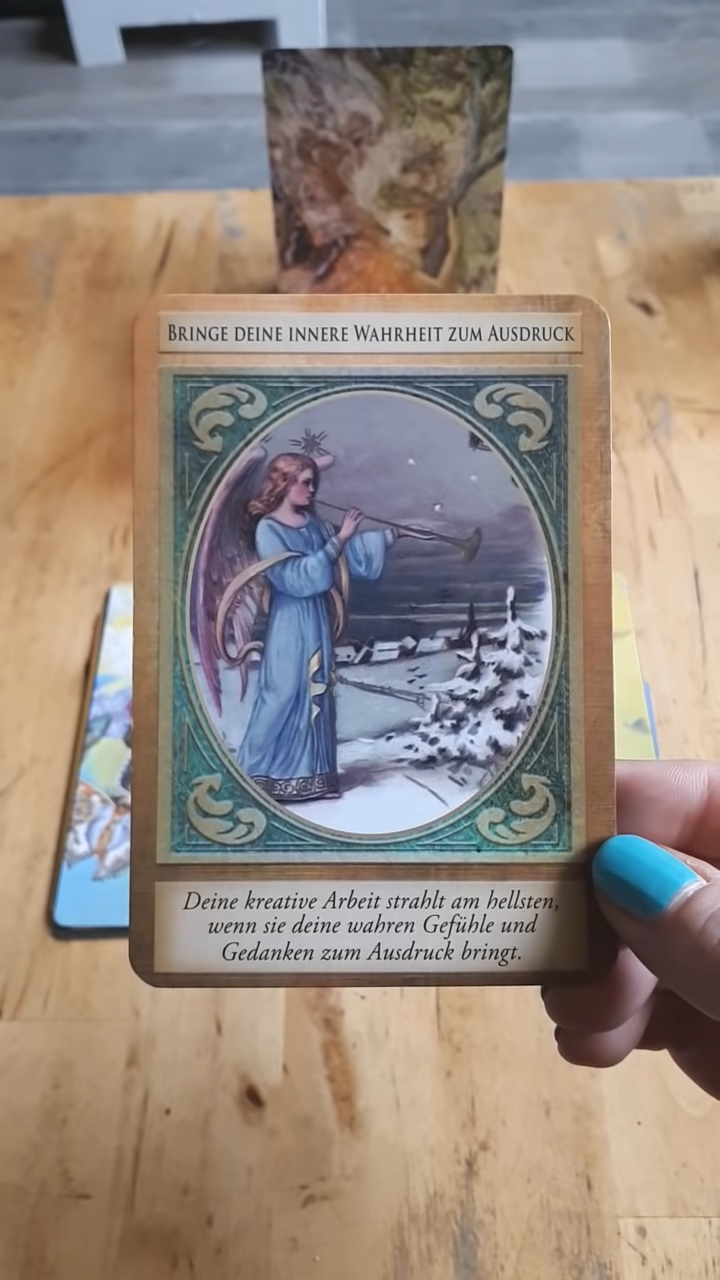 Bringe deine innere Wahrheit zum Ausdruck
Deine kreative Arbeit strahlt am hellsten,
wenn sie deine wahren Gefühle und
Gedanken zum Ausdruck bringt.